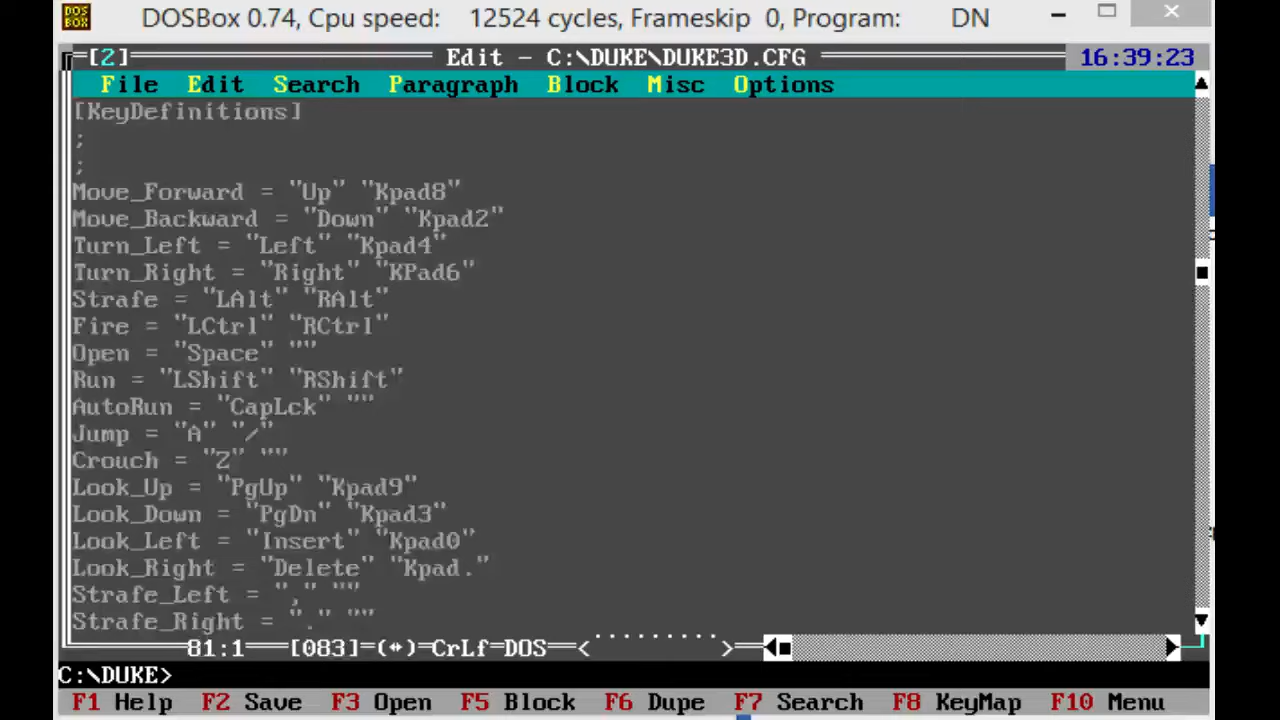 DOS BOX DOSBox 0.74, Cpu speed: 12524 cycles, Frameskip 0, Program: DN
[2] Edit - C:\DUKE\DUKE3D.CFG 16:39:23
File Edit Search Paragraph Block Misc Options
[KeyDefinitions]
;
;
Move_Forward = "Up" "Kpad8"
Move_Backward = "Down" "Kpad2"
Turn_Left = "Left" "Kpad4"
Turn_Right = "Right" "KPad6"
Strafe = "LAlt" "RAlt"
Fire = "LCtrl" "RCtrl"
Open = "Space" ""
Run = "LShift" "RShift"
AutoRun = "CapLck" ""
Jump = "A" "/"
Crouch = "Z" ""
Look_Up = "PgUp" "Kpad9"
Look_Down = "PgDn" "Kpad3"
Look_Left = "Insert" "Kpad0"
Look_Right = "Delete" "Kpad."
Strafe_Left = "," ""
Strafe_Right = "." ""
81:1 [083]=(*)=CrLf=DOS <.........>
C:\DUKE>
F1 Help F2 Save F3 Open F5 Block F6 Dupe F7 Search F8 KeyMap F10 Menu